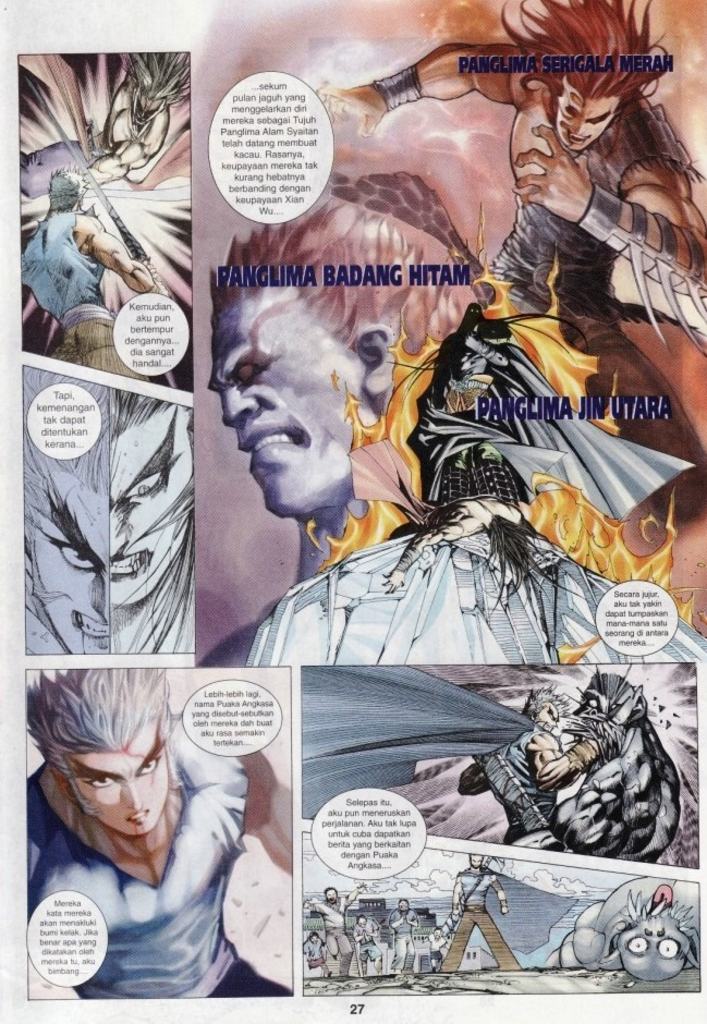 PANGLIMA SERIGALA MERAH
...sekum
pulan jaguh yang
menggelarkan diri
mereka sebagai Tujuh
Panglima Alam Syaitan
telah datang membuat
kacau. Rasanya,
keupayaan mereka tak
kurang hebatnya
berbanding dengan
keupayaan Xian
Wu....
PANGLIMA BADANG HITAM
Kemudian,
aku pun
bertempur
dengannya...
dia sangat
handal....
Tapi,
kemenangan
tak dapat
ditentukan
kerana...
PANGLIMA JIN UTARA
Secara jujur,
aku tak yakin
dapat tumpaskan
mana-mana satu
seorang di antara
mereka....
Lebih-lebih lagi,
nama Puaka Angkasa
yang disebut-sebutkan
oleh mereka dah buat
aku rasa semakin
tertekan....
Mereka
kata mereka
akan menakluki
bumi kelak. Jika
benar apa yang
dikatakan oleh
mereka tu, aku
bimbang....
Selepas itu,
aku pun meneruskan
perjalanan. Aku tak lupa
untuk cuba dapatkan
berita yang berkaitan
dengan Puaka
Angkasa....
27